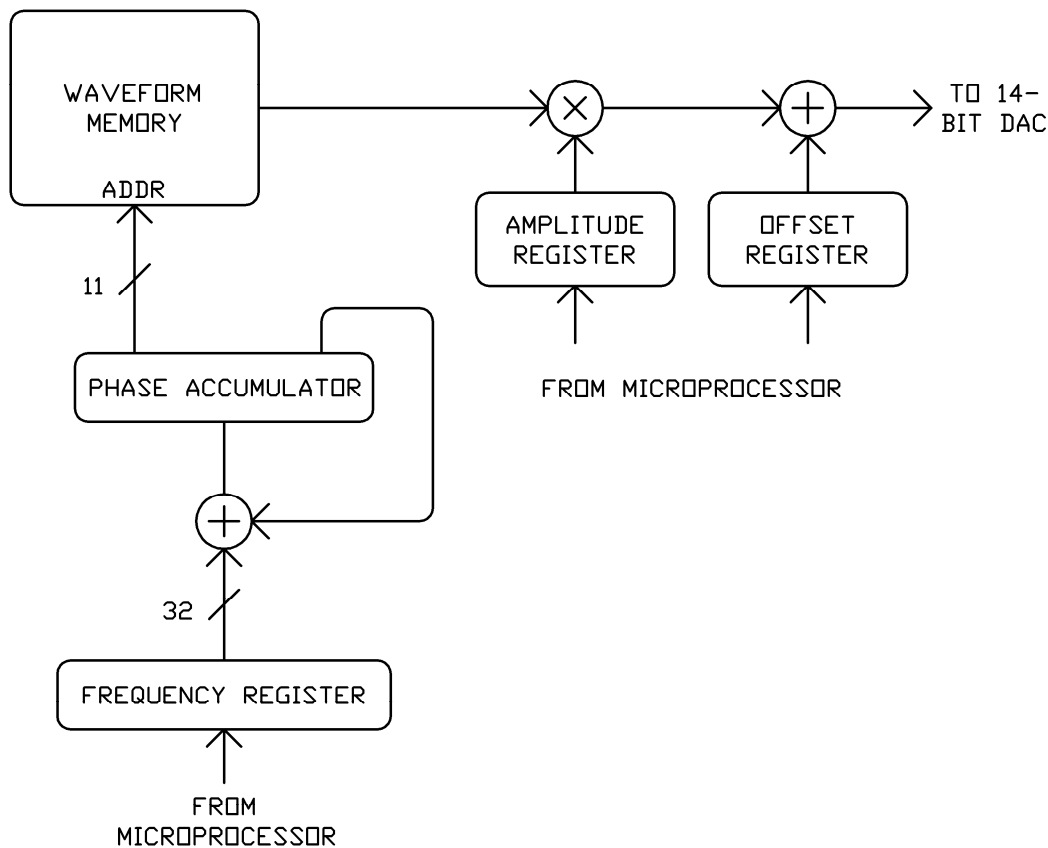 WAVEFORM
MEMORY
ADDR
TO 14-
BIT DAC
AMPLITUDE
REGISTER
OFFSET
REGISTER
11
PHASE ACCUMULATOR
FROM MICROPROCESSOR
32
FREQUENCY REGISTER
FROM
MICROPROCESSOR